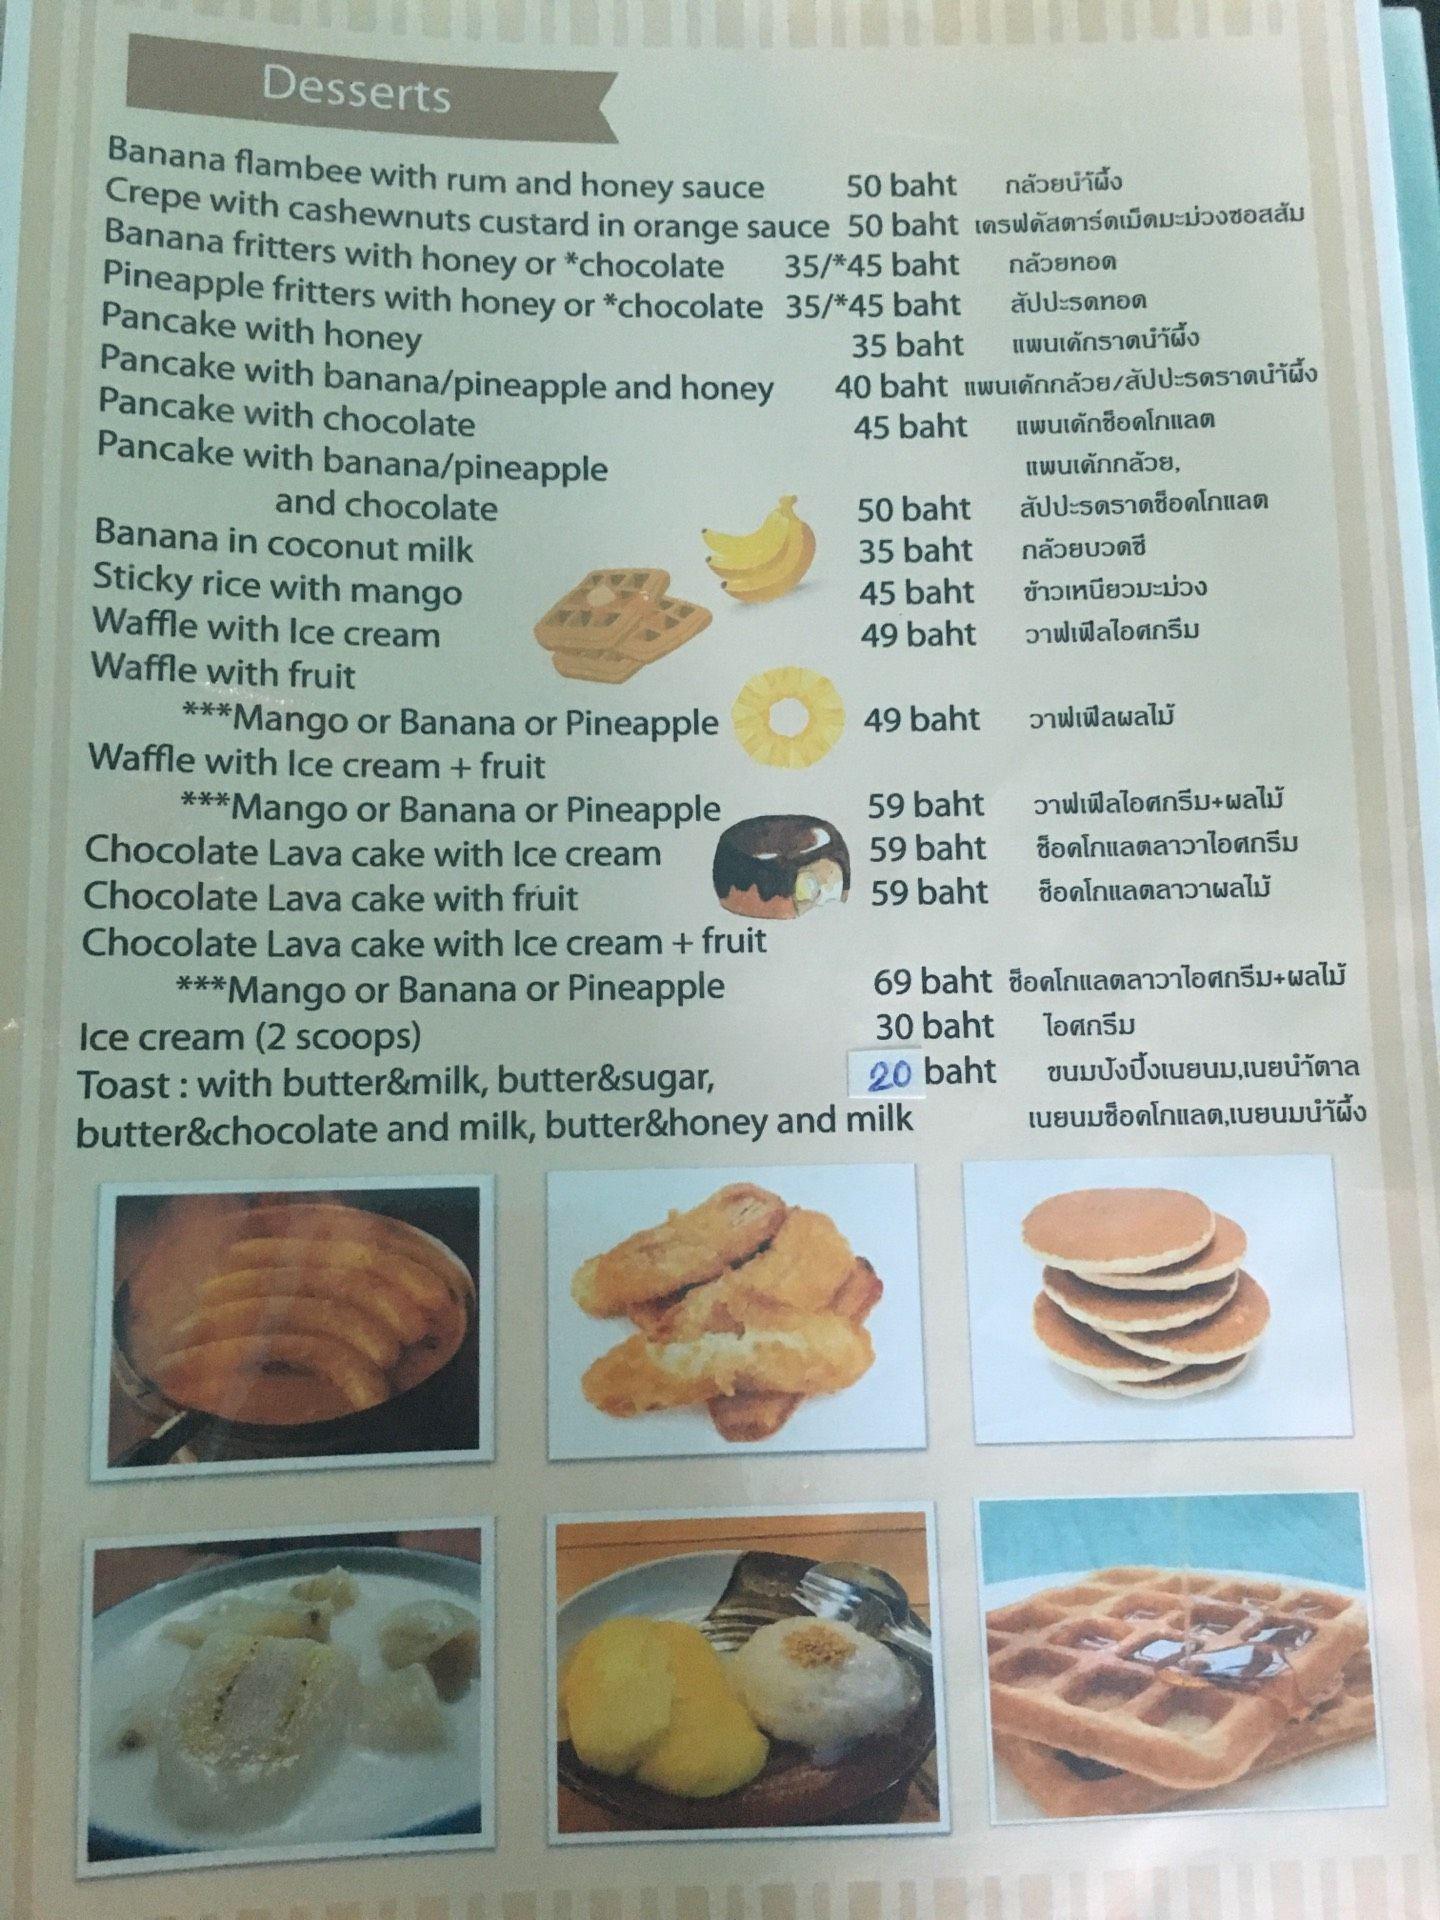 Desserts
Banana flambee with rum and honey sauce 50 baht กล้วยน้ำผึ้ง
Crepe with cashewnuts custard in orange sauce 50 baht เครฟคัสตาร์ดเม็ดมะม่วงซอสส้ม
Banana fritters with honey or *chocolate 35/*45 baht กล้วยทอด
Pineapple fritters with honey or *chocolate 35/*45 baht สัปปะรดทอด
Pancake with honey 35 baht แพนเค้กราดน้ำผึ้ง
Pancake with banana/pineapple and honey 40 baht แพนเค้กกล้วย/สัปปะรดราดน้ำผึ้ง
Pancake with chocolate 45 baht แพนเค้กช็อคโกแลต
Pancake with banana/pineapple แพนเค้กกล้วย,
and chocolate 50 baht สัปปะรดราดช็อคโกแลต
Banana in coconut milk 35 baht กล้วยบวดชี
Sticky rice with mango 45 baht ข้าวเหนียวมะม่วง
Waffle with Ice cream 49 baht วาฟเฟิลไอศกรีม
Waffle with fruit
***Mango or Banana or Pineapple 49 baht วาฟเฟิลผลไม้
Waffle with Ice cream + fruit
***Mango or Banana or Pineapple 59 baht วาฟเฟิลไอศกรีม+ผลไม้
Chocolate Lava cake with Ice cream 59 baht ช็อคโกแลตลาวาไอศกรีม
Chocolate Lava cake with fruit 59 baht ช็อคโกแลตลาวาผลไม้
Chocolate Lava cake with Ice cream + fruit
***Mango or Banana or Pineapple 69 baht ช็อคโกแลตลาวาไอศกรีม+ผลไม้
Ice cream (2 scoops) 30 baht ไอศกรีม
Toast : with butter&milk, butter&sugar, 20 baht ขนมปังปิ้งเนยนม,เนยน้ำตาล
butter&chocolate and milk, butter&honey and milk เนยนมช็อคโกแลต,เนยนมน้ำผึ้ง